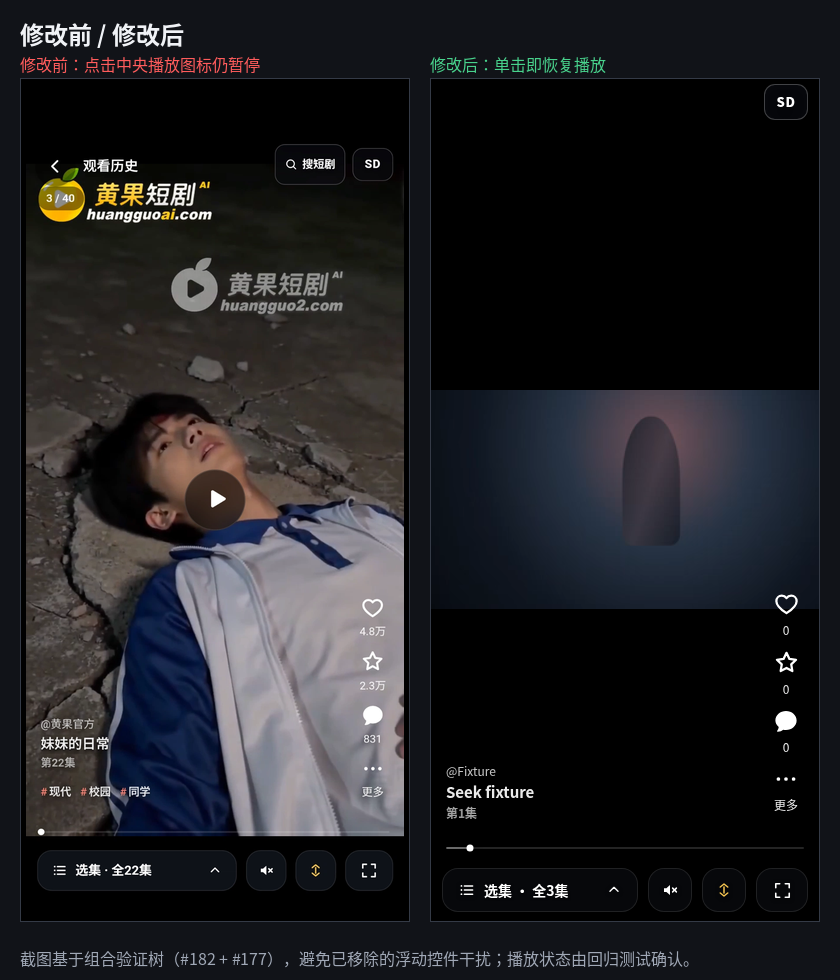 修改前 / 修改后
修改前：点击中央播放图标仍暂停
观看历史
搜短剧
SD
3 / 40
黄果短剧AI
huangguoai.com
黄果短剧AI
huangguo2.com
4.8万
2.3万
831
更多
@黄果官方
妹妹的日常
第22集
#现代 #校园 #同学
选集 · 全22集
修改后：单击即恢复播放
SD
0
0
0
更多
@Fixture
Seek fixture
第1集
选集 · 全3集
截图基于组合验证树（#182 + #177），避免已移除的浮动控件干扰；播放状态由回归测试确认。